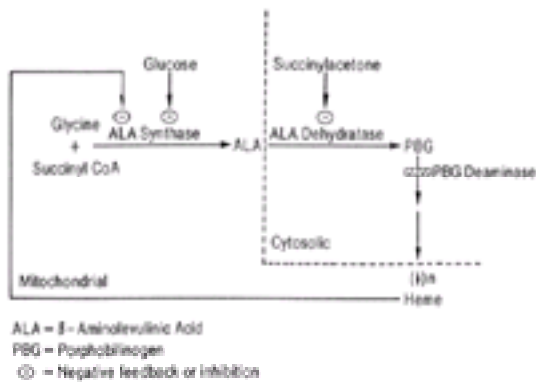 Glucose
Succinylacetone
Glycine
ALA Synthase
ALA
ALA Dehydratase
PBG
+
Succinyl CoA
PBG Deaminase
Cytosolic
Mitochondrial
Heme
ALA = δ - Aminolevulinic Acid
PBG = Porphobilinogen
= Negative feedback or inhibition